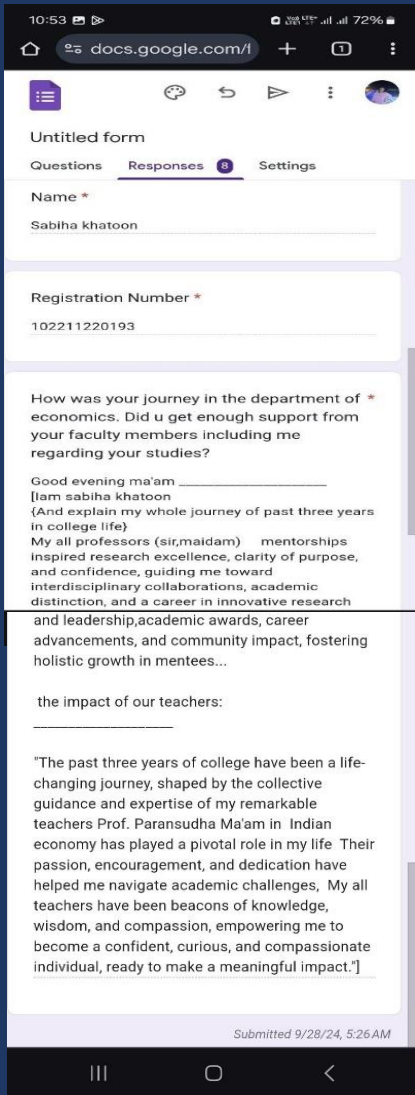 10:53
72%
docs.google.com/f
1
Untitled form
Questions Responses 8 Settings
Name *
Sabiha khatoon
Registration Number *
102211220193
How was your journey in the department of *
economics. Did u get enough support from
your faculty members including me
regarding your studies?
Good evening ma'am ____________________
[Iam sabiha khatoon
{And explain my whole journey of past three years
in college life}
My all professors (sir,maidam) mentorships
inspired research excellence, clarity of purpose,
and confidence, guiding me toward
interdisciplinary collaborations, academic
distinction, and a career in innovative research
and leadership,academic awards, career
advancements, and community impact, fostering
holistic growth in mentees...
the impact of our teachers:
____________________
"The past three years of college have been a life-
changing journey, shaped by the collective
guidance and expertise of my remarkable
teachers Prof. Paransudha Ma'am in Indian
economy has played a pivotal role in my life Their
passion, encouragement, and dedication have
helped me navigate academic challenges, My all
teachers have been beacons of knowledge,
wisdom, and compassion, empowering me to
become a confident, curious, and compassionate
individual, ready to make a meaningful impact."]
Submitted 9/28/24, 5:26 AM